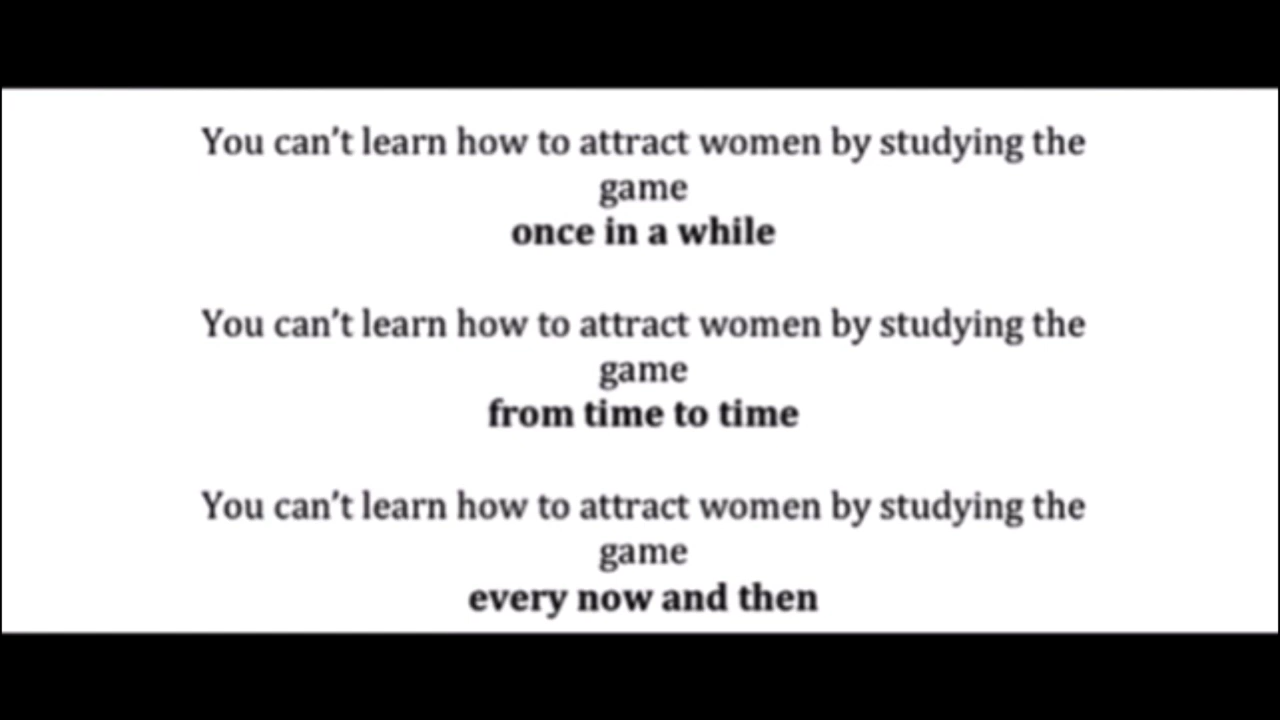 You can’t learn how to attract women by studying the
game
once in a while
You can’t learn how to attract women by studying the
game
from time to time
You can’t learn how to attract women by studying the
game
every now and then